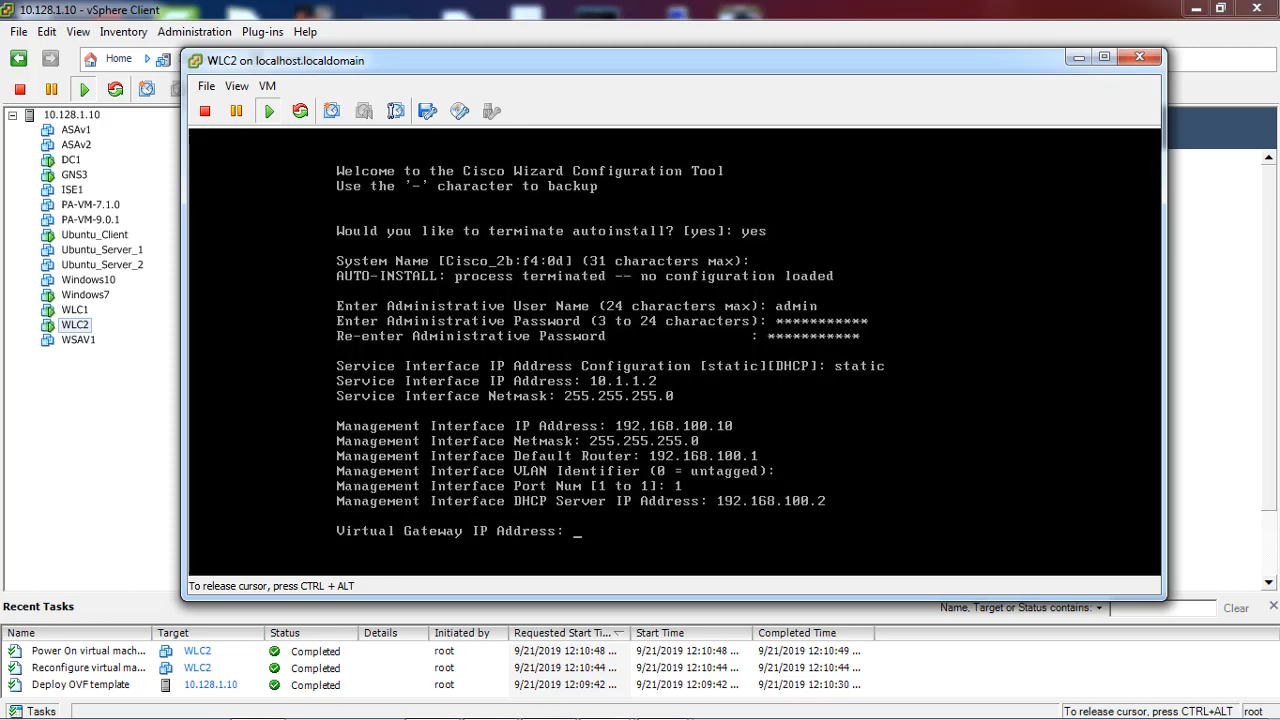 10.128.1.10 - vSphere Client
File Edit View Inventory Administration Plug-ins Help
Home
WLC2 on localhost.localdomain
File View VM
10.128.1.10
ASAv1
ASAv2
DC1
GNS3
ISE1
PA-VM-7.1.0
PA-VM-9.0.1
Ubuntu_Client
Ubuntu_Server_1
Ubuntu_Server_2
Windows10
Windows7
WLC1
WLC2
WSAV1
Welcome to the Cisco Wizard Configuration Tool
Use the '-' character to backup
Would you like to terminate autoinstall? [yes]: yes
System Name [Cisco_2b:f4:0d] (31 characters max):
AUTO-INSTALL: process terminated -- no configuration loaded
Enter Administrative User Name (24 characters max): admin
Enter Administrative Password (3 to 24 characters): ***********
Re-enter Administrative Password : ***********
Service Interface IP Address Configuration [static][DHCP]: static
Service Interface IP Address: 10.1.1.2
Service Interface Netmask: 255.255.255.0
Management Interface IP Address: 192.168.100.10
Management Interface Netmask: 255.255.255.0
Management Interface Default Router: 192.168.100.1
Management Interface VLAN Identifier (0 = untagged):
Management Interface Port Num [1 to 1]: 1
Management Interface DHCP Server IP Address: 192.168.100.2
Virtual Gateway IP Address: _
To release cursor, press CTRL + ALT
Recent Tasks Name, Target or Status contains: Clear
Name Target Status Details Initiated by Requested Start Ti... Start Time Completed Time
Power On virtual mach... WLC2 Completed root 9/21/2019 12:10:48 ... 9/21/2019 12:10:48 ... 9/21/2019 12:10:49 ...
Reconfigure virtual ma... WLC2 Completed root 9/21/2019 12:10:44 ... 9/21/2019 12:10:44 ... 9/21/2019 12:10:44 ...
Deploy OVF template 10.128.1.10 Completed root 9/21/2019 12:09:42 ... 9/21/2019 12:09:42 ... 9/21/2019 12:10:30 ...
Tasks To release cursor, press CTRL+ALT root